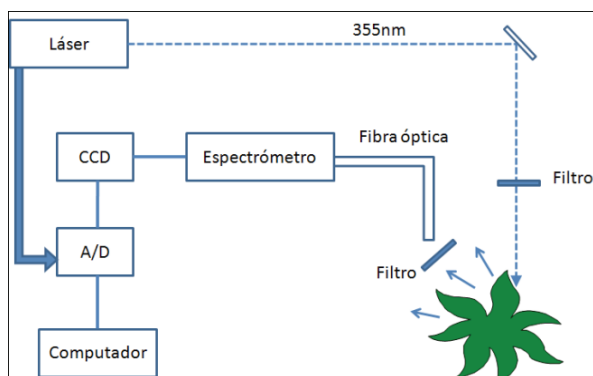 Láser
355nm
Fibra óptica
CCD
Espectrómetro
Filtro
A/D
Filtro
Computador